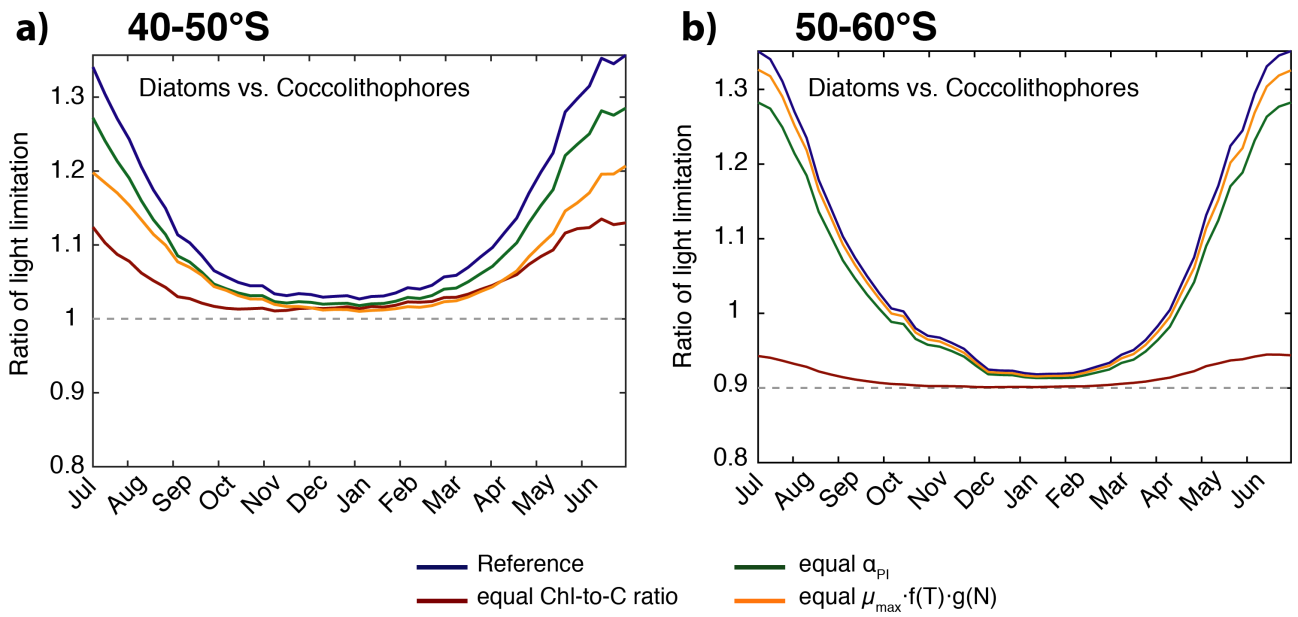 a) 40-50°S
Diatoms vs. Coccolithophores
Ratio of light limitation
1.3
1.2
1.1
1
0.9
0.8
Jul Aug Sep Oct Nov Dec Jan Feb Mar Apr May Jun
b) 50-60°S
Diatoms vs. Coccolithophores
Ratio of light limitation
1.3
1.2
1.1
1
0.9
0.8
Jul Aug Sep Oct Nov Dec Jan Feb Mar Apr May Jun
Reference
equal Chl-to-C ratio
equal αPI
equal μmax·f(T)·g(N)